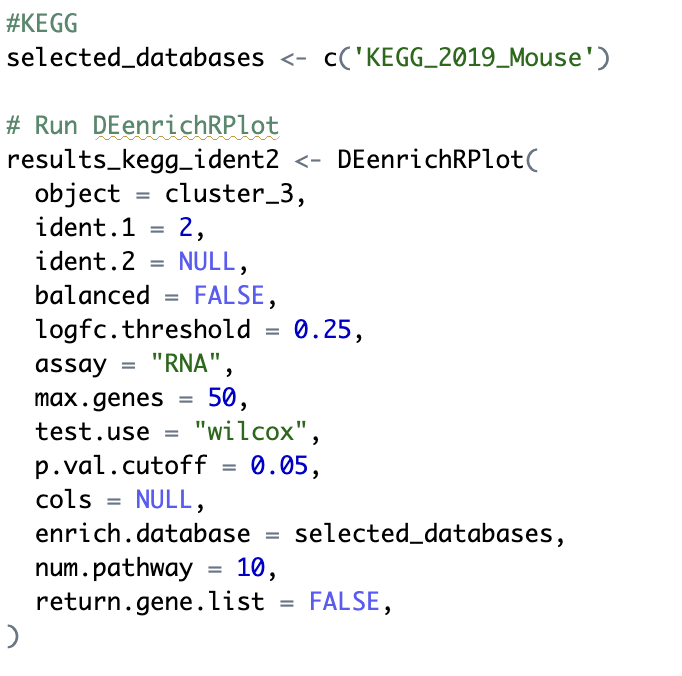 #KEGG
selected_databases <- c('KEGG_2019_Mouse')

# Run DEenrichRPlot
results_kegg_ident2 <- DEenrichRPlot(
  object = cluster_3,
  ident.1 = 2,
  ident.2 = NULL,
  balanced = FALSE,
  logfc.threshold = 0.25,
  assay = "RNA",
  max.genes = 50,
  test.use = "wilcox",
  p.val.cutoff = 0.05,
  cols = NULL,
  enrich.database = selected_databases,
  num.pathway = 10,
  return.gene.list = FALSE,
)